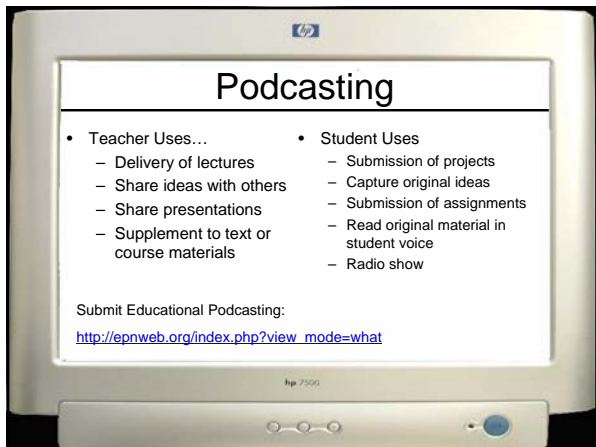 hp
Podcasting
• Teacher Uses…
– Delivery of lectures
– Share ideas with others
– Share presentations
– Supplement to text or
course materials
• Student Uses
– Submission of projects
– Capture original ideas
– Submission of assignments
– Read original material in
student voice
– Radio show
Submit Educational Podcasting:
http://epnweb.org/index.php?view_mode=what
hp 7500